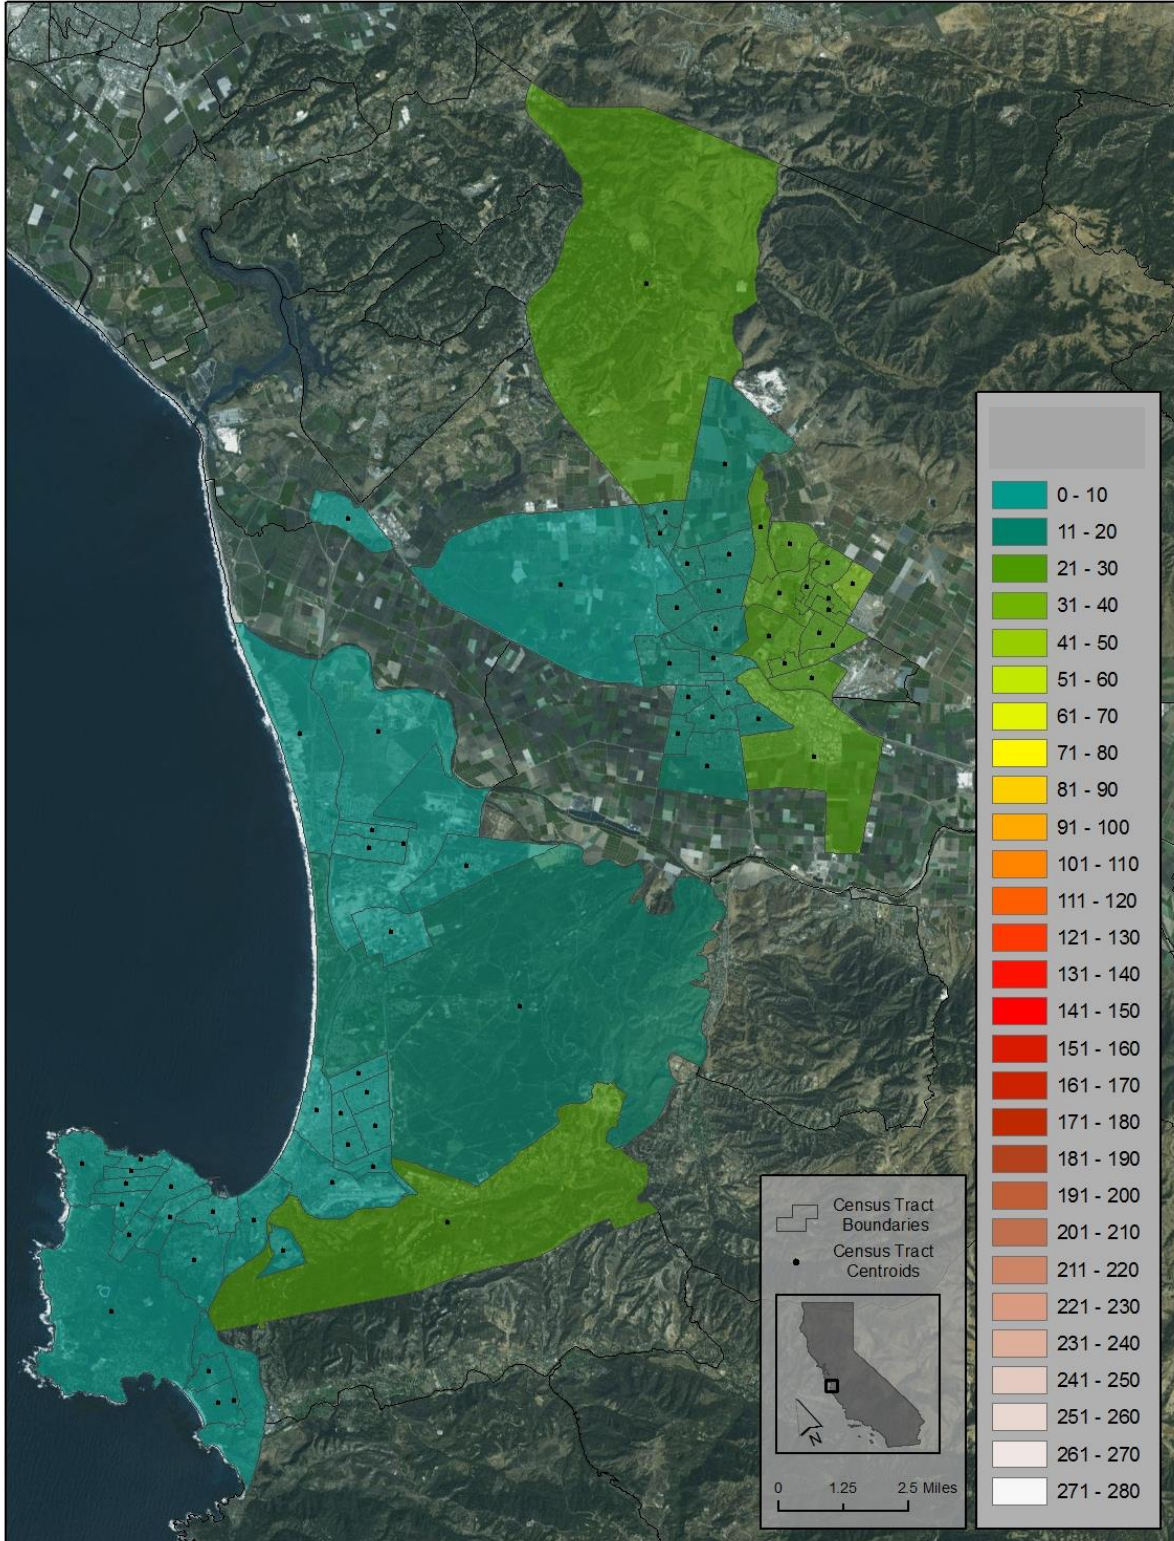 0 - 10
11 - 20
21 - 30
31 - 40
41 - 50
51 - 60
61 - 70
71 - 80
81 - 90
91 - 100
101 - 110
111 - 120
121 - 130
131 - 140
141 - 150
151 - 160
161 - 170
171 - 180
181 - 190
191 - 200
201 - 210
211 - 220
221 - 230
231 - 240
241 - 250
251 - 260
261 - 270
271 - 280
Census Tract
Boundaries
Census Tract
Centroids
N
0 1.25 2.5 Miles